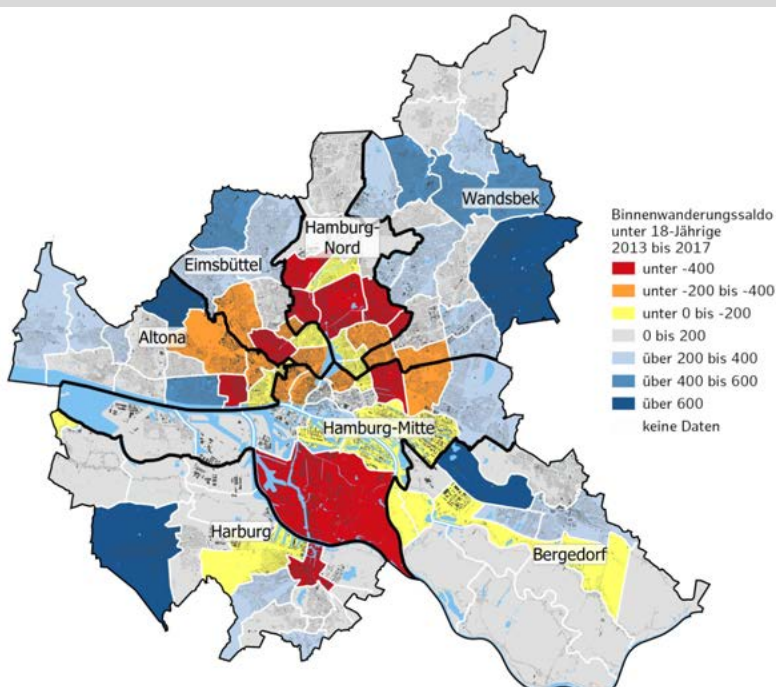 Wandsbek
Hamburg-
Nord
Eimsbüttel
Altona
Hamburg-Mitte
Harburg
Bergedorf
Binnenwanderungssaldo
unter 18-Jährige
2013 bis 2017
unter -400
unter -200 bis -400
unter 0 bis -200
0 bis 200
über 200 bis 400
über 400 bis 600
über 600
keine Daten